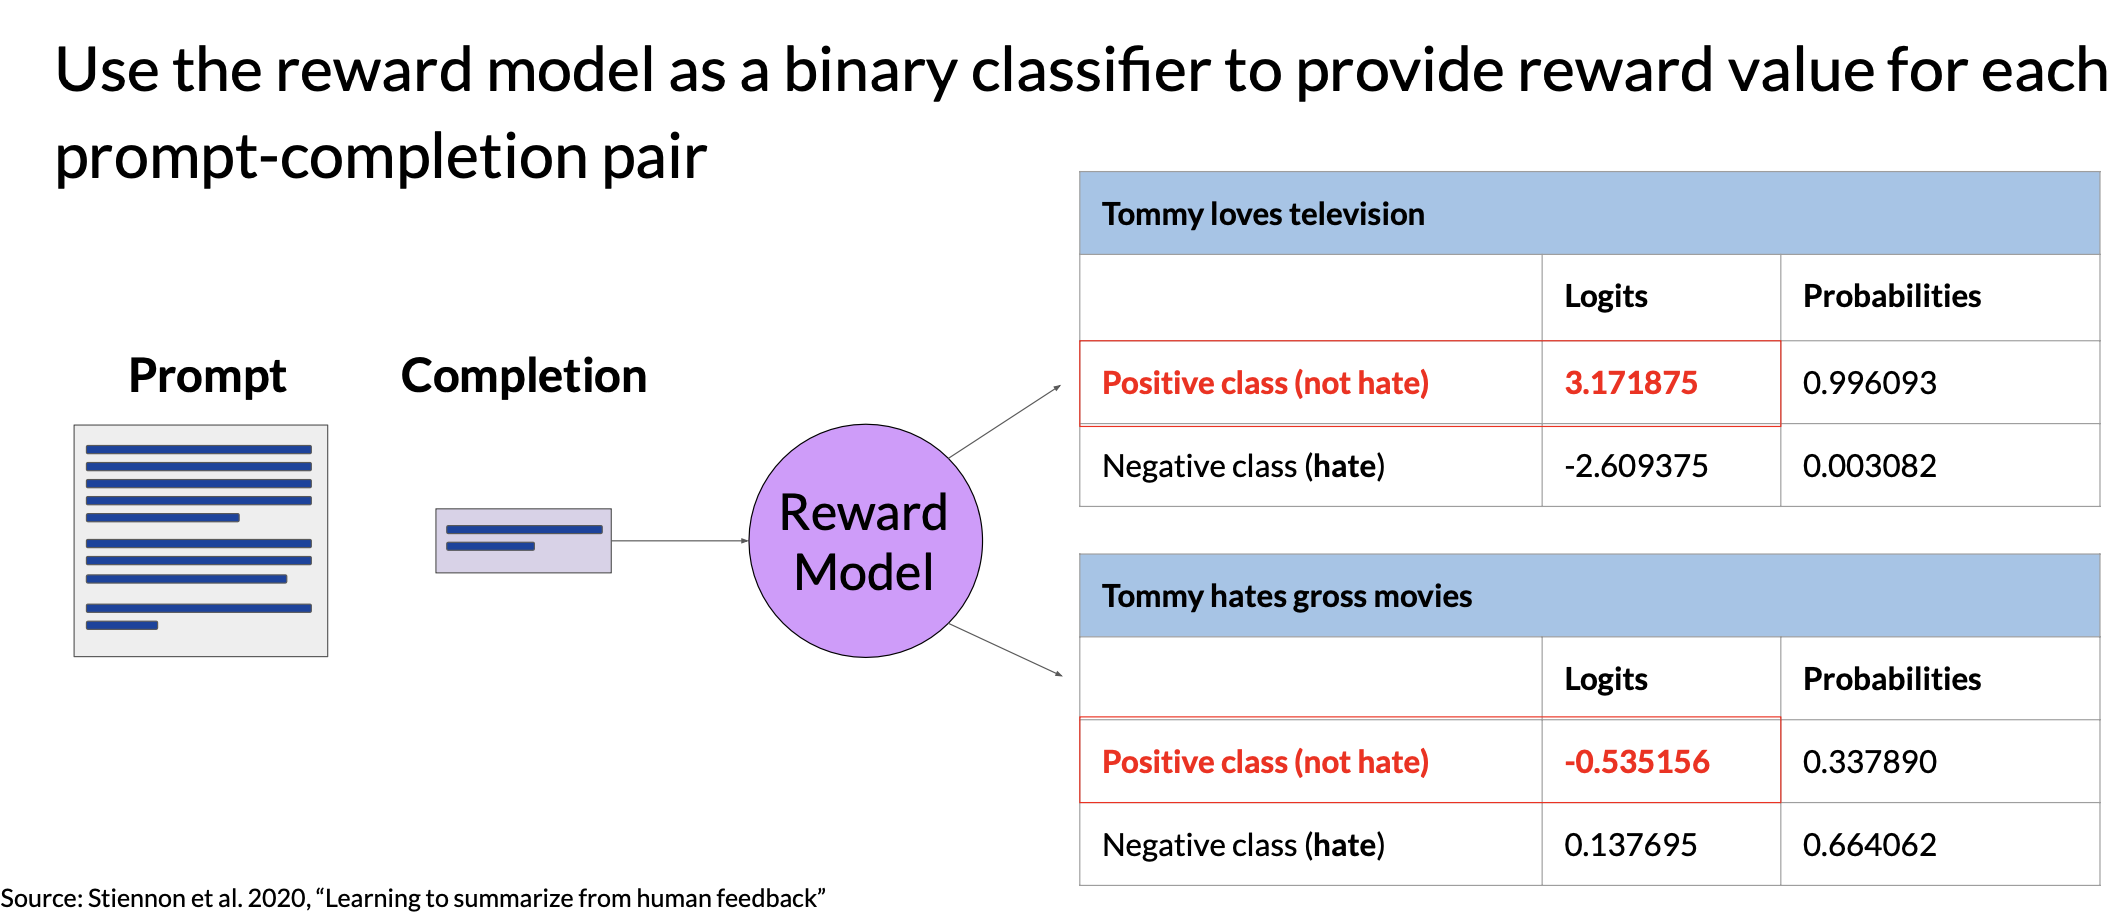 Use the reward model as a binary classifier to provide reward value for each
prompt-completion pair
Prompt
Completion
Reward
Model
Tommy loves television
Logits Probabilities
Positive class (not hate) 3.171875 0.996093
Negative class (hate) -2.609375 0.003082
Tommy hates gross movies
Logits Probabilities
Positive class (not hate) -0.535156 0.337890
Negative class (hate) 0.137695 0.664062
Source: Stiennon et al. 2020, “Learning to summarize from human feedback”